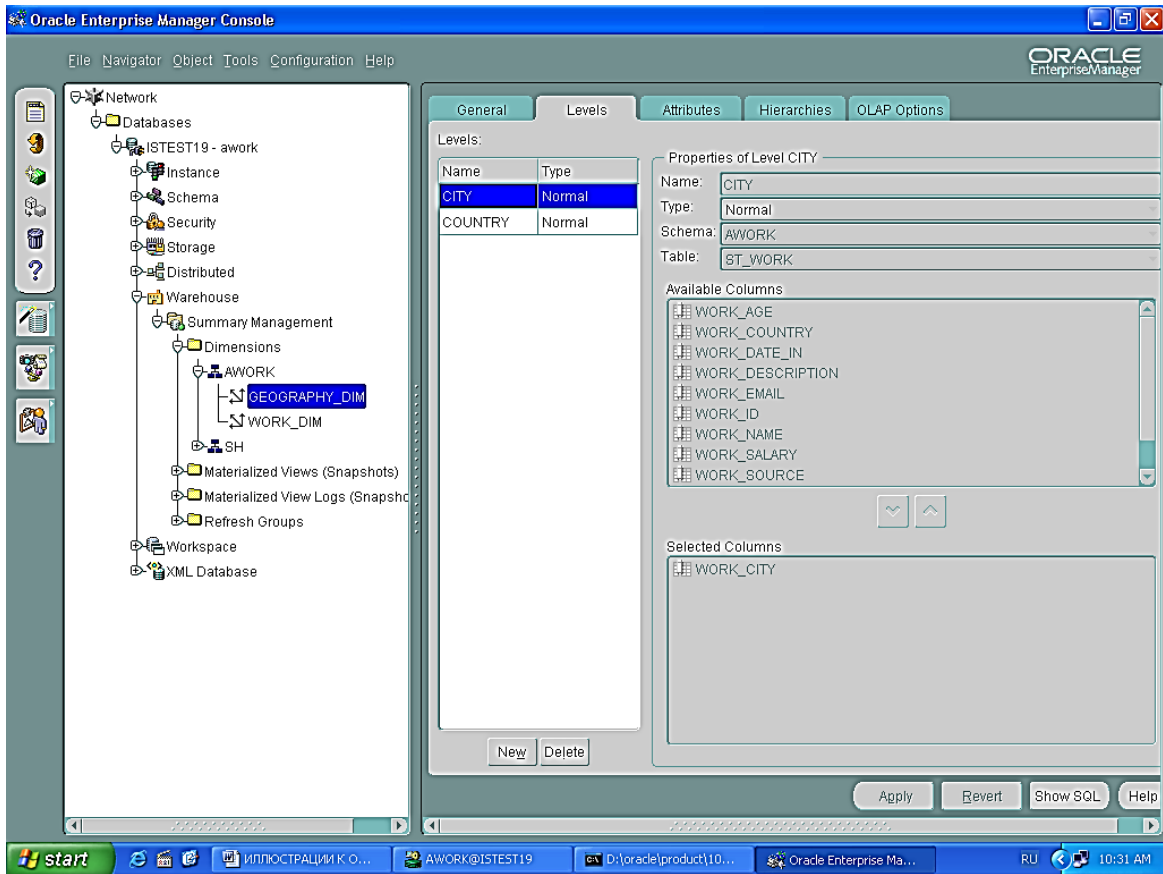 Oracle Enterprise Manager Console
File Navigator Object Tools Configuration Help
ORACLE
EnterpriseManager
Network
Databases
ISTEST19 - awork
Instance
Schema
Security
Storage
Distributed
Warehouse
Summary Management
Dimensions
AWORK
GEOGRAPHY_DIM
WORK_DIM
SH
Materialized Views (Snapshots)
Materialized View Logs (Snapsho
Refresh Groups
Workspace
XML Database
General Levels Attributes Hierarchies OLAP Options
Levels:
Name Type
CITY Normal
COUNTRY Normal
New Delete
Properties of Level CITY
Name: CITY
Type: Normal
Schema: AWORK
Table: ST_WORK
Available Columns
WORK_AGE
WORK_COUNTRY
WORK_DATE_IN
WORK_DESCRIPTION
WORK_EMAIL
WORK_ID
WORK_NAME
WORK_SALARY
WORK_SOURCE
Selected Columns
WORK_CITY
Apply Revert Show SQL Help
start ИЛЛЮСТРАЦИИ К О... AWORK@ISTEST19 D:\oracle\product\10... Oracle Enterprise Ma... RU 10:31 AM